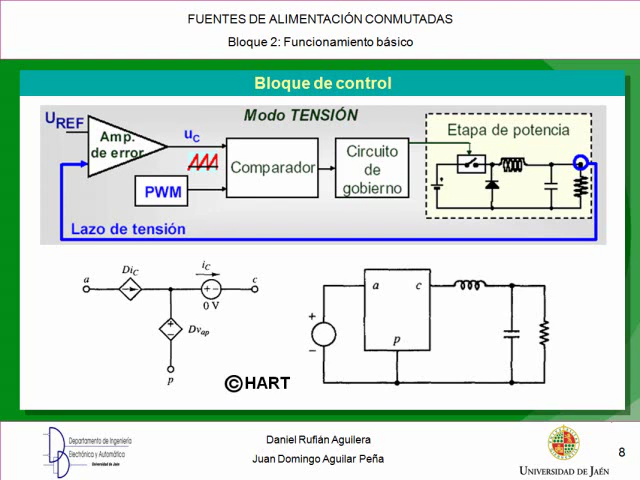 FUENTES DE ALIMENTACIÓN CONMUTADAS
Bloque 2: Funcionamiento básico
Bloque de control
Modo TENSIÓN
UREF
Amp.
de error
uC
PWM
Comparador
Circuito
de
gobierno
Etapa de potencia
Lazo de tensión
a
DiC
iC
c
0 V
Dvap
p
a
c
p
©HART
Departamento de Ingeniería
Electrónica y Automática
Universidad de Jaén
Daniel Rufián Aguilera
Juan Domingo Aguilar Peña
UNIVERSIDAD DE JAÉN
8